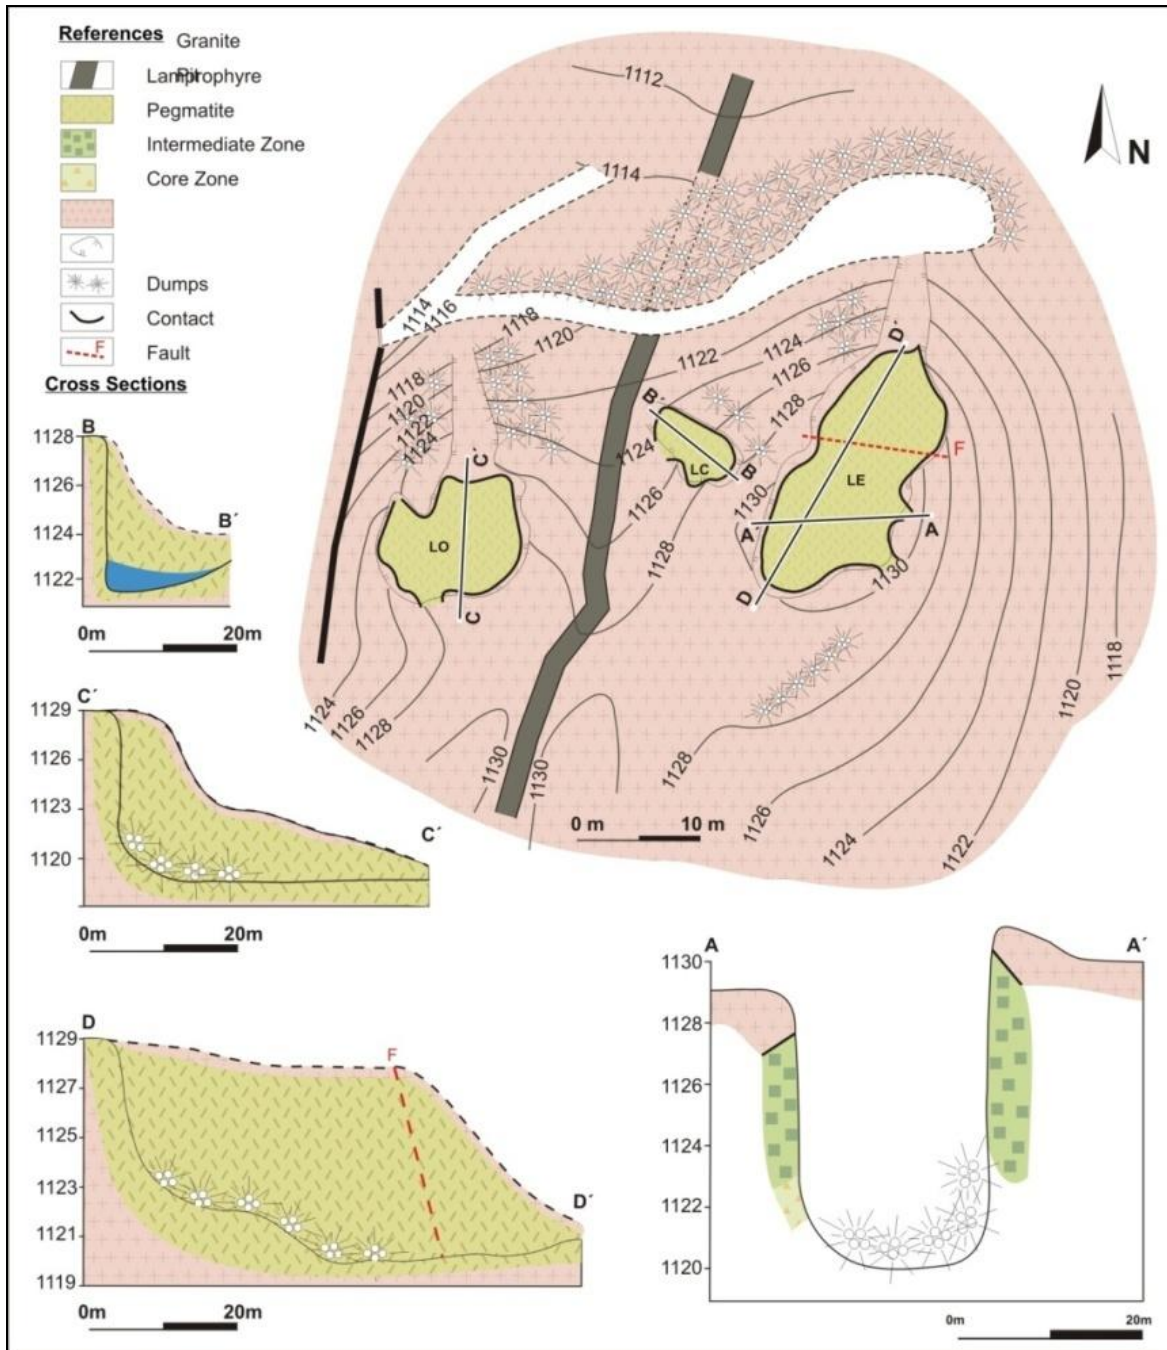 References
Granite
Lamprophyre
Pit
Pegmatite
Intermediate Zone
Core Zone
Dumps
Contact
F
Fault
Cross Sections
N
1112
1114
1114
1116
1118
1120
1118
1120
1122
1124
1122
1124
1126
1128
1124
1126
1128
1130
1130
B´
B
LC
C´
C
LO
D´
D
F
LE
A´
A
1124
1126
1128
1130
1130
1128
1126
1124
1122
1120
1118
0 m
10 m
B
1128
1126
1124
1122
B´
0m
20m
C´
1129
1126
1123
1120
C´
0m
20m
D
1129
1127
1125
1123
1121
1119
F
D´
0m
20m
A
A´
1130
1128
1126
1124
1122
1120
0m
20m